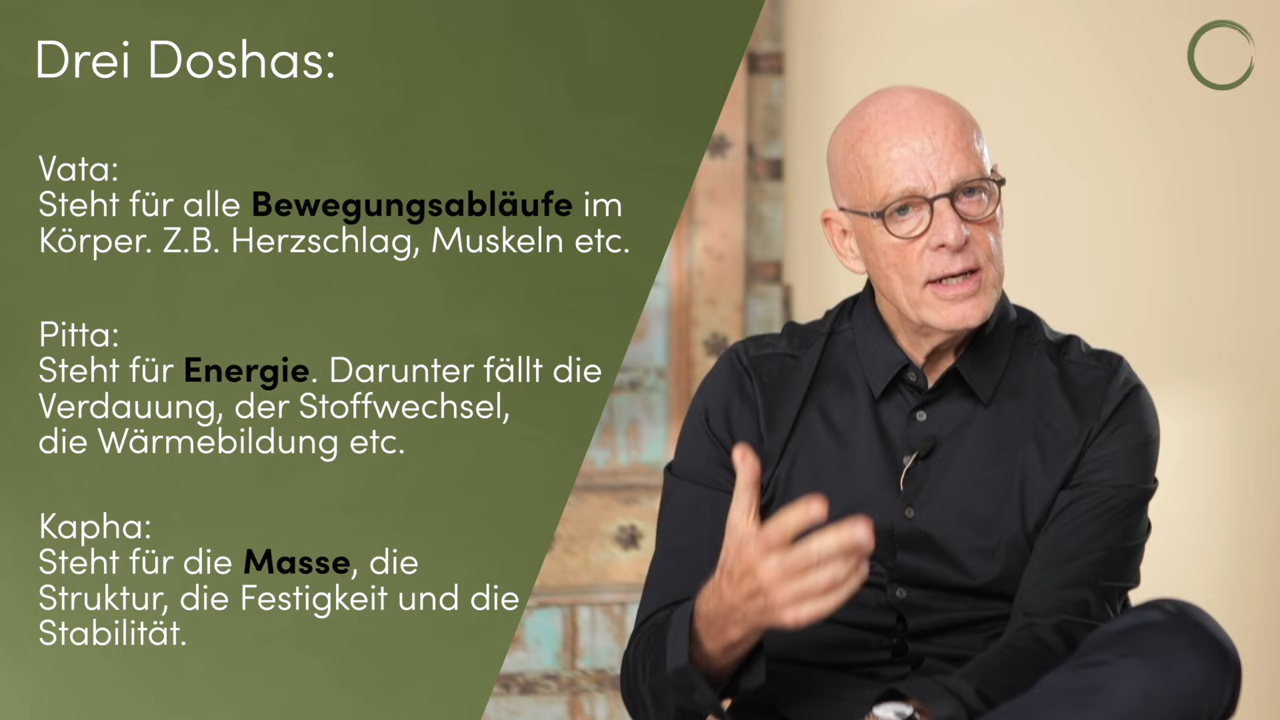 Drei Doshas:
Vata:
Steht für alle Bewegungsabläufe im
Körper. Z.B. Herzschlag, Muskeln etc.
Pitta:
Steht für Energie. Darunter fällt die
Verdauung, der Stoffwechsel,
die Wärmebildung etc.
Kapha:
Steht für die Masse, die
Struktur, die Festigkeit und die
Stabilität.